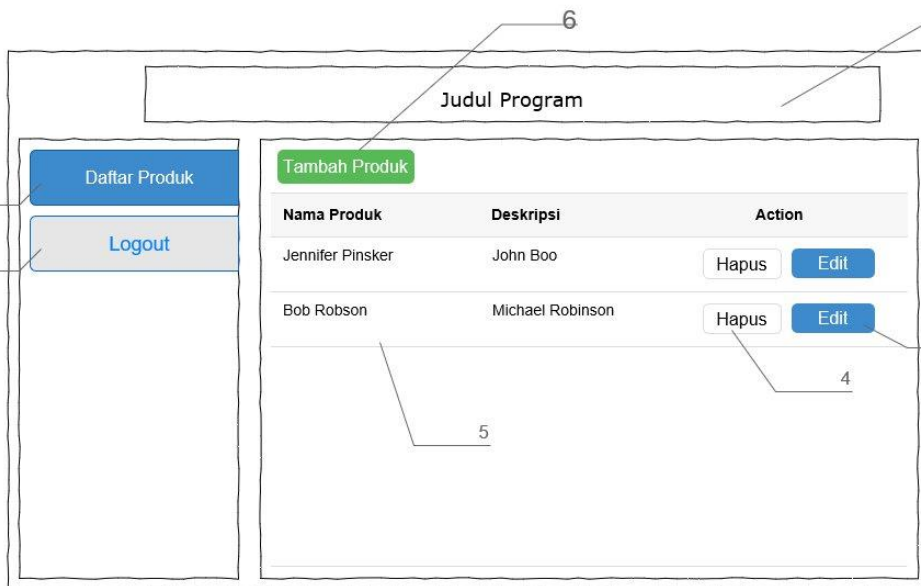 6
Judul Program
Daftar Produk
Logout
Tambah Produk
Nama Produk Deskripsi Action
Jennifer Pinsker John Boo Hapus Edit
Bob Robson Michael Robinson Hapus Edit
4
5